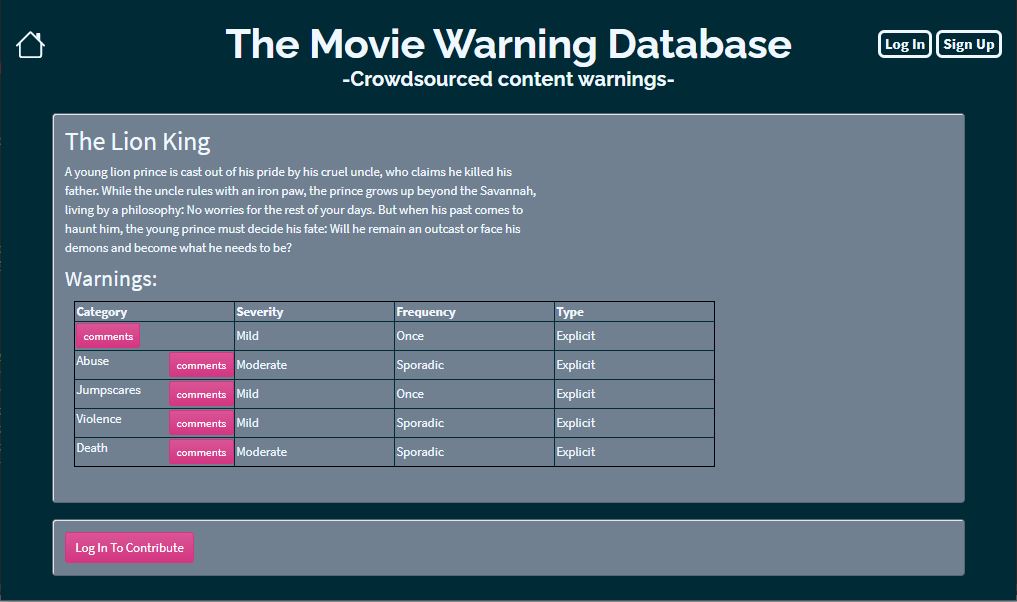 The Movie Warning Database
-Crowdsourced content warnings-
Log In Sign Up
The Lion King
A young lion prince is cast out of his pride by his cruel uncle, who claims he killed his
father. While the uncle rules with an iron paw, the prince grows up beyond the Savannah,
living by a philosophy: No worries for the rest of your days. But when his past comes to
haunt him, the young prince must decide his fate: Will he remain an outcast or face his
demons and become what he needs to be?
Warnings:
Category Severity Frequency Type
comments Mild Once Explicit
Abuse comments Moderate Sporadic Explicit
Jumpscares comments Mild Once Explicit
Violence comments Mild Sporadic Explicit
Death comments Moderate Sporadic Explicit
Log In To Contribute